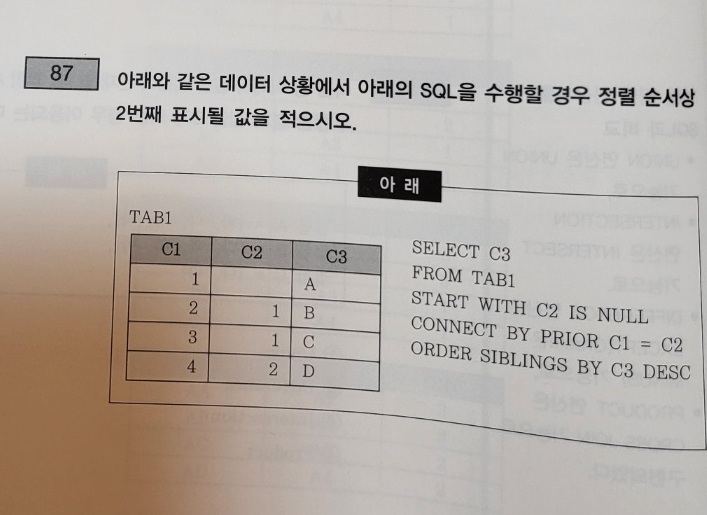 87
아래와 같은 데이터 상황에서 아래의 SQL을 수행할 경우 정렬 순서상
2번째 표시될 값을 적으시오.
아 래
TAB1
C1 C2 C3
1 A
2 1 B
3 1 C
4 2 D
SELECT C3
FROM TAB1
START WITH C2 IS NULL
CONNECT BY PRIOR C1 = C2
ORDER SIBLINGS BY C3 DESC